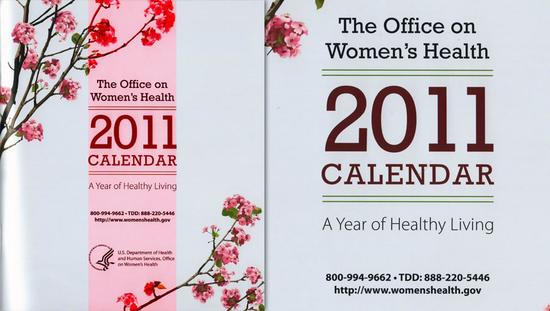 The Office on
Women's Health
2011
CALENDAR
A Year of Healthy Living
800-994-9662 • TDD: 888-220-5446
http://www.womenshealth.gov
U.S. Department of Health
and Human Services, Office
on Women's Health
The Office on
Women's Health
2011
CALENDAR
A Year of Healthy Living
800-994-9662 • TDD: 888-220-5446
http://www.womenshealth.gov